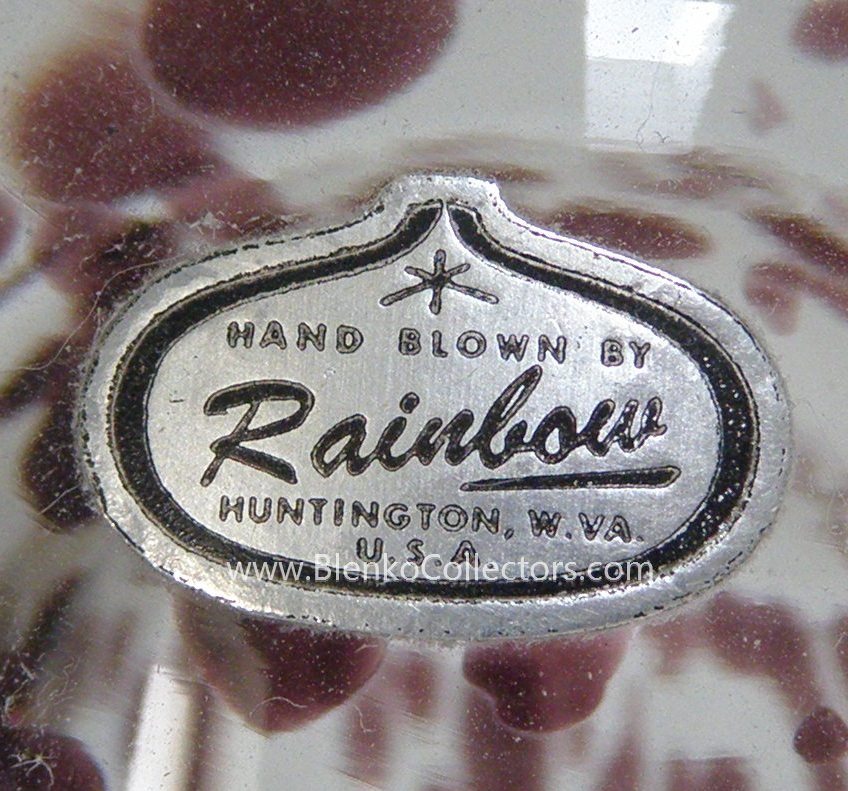 HAND BLOWN BY
Rainbow
HUNTINGTON, W.VA.
U.S.A
www.BlenkoCollectors.com